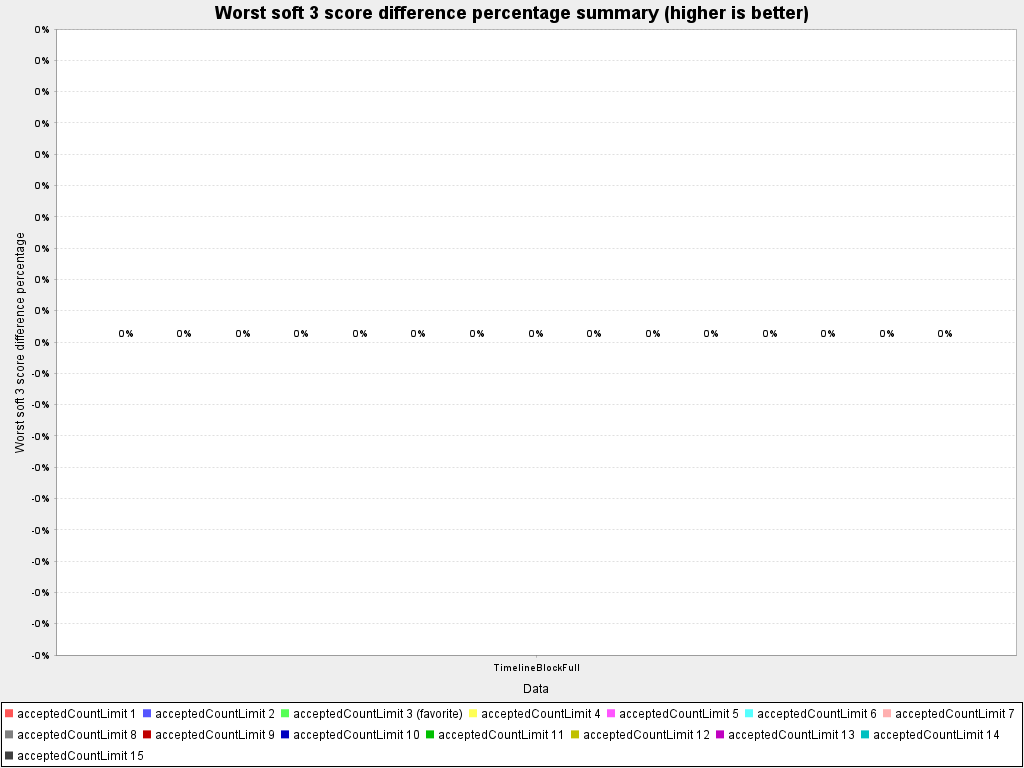 Worst soft 3 score difference percentage summary (higher is better)
Worst soft 3 score difference percentage
0%
0%
0%
0%
0%
0%
0%
0%
0%
0%
0%
-0%
-0%
-0%
-0%
-0%
-0%
-0%
-0%
-0%
-0%
0% 0% 0% 0% 0% 0% 0% 0% 0% 0% 0% 0% 0% 0% 0%
TimelineBlockFull
Data
acceptedCountLimit 1 acceptedCountLimit 2 acceptedCountLimit 3 (favorite) acceptedCountLimit 4 acceptedCountLimit 5 acceptedCountLimit 6 acceptedCountLimit 7
acceptedCountLimit 8 acceptedCountLimit 9 acceptedCountLimit 10 acceptedCountLimit 11 acceptedCountLimit 12 acceptedCountLimit 13 acceptedCountLimit 14
acceptedCountLimit 15